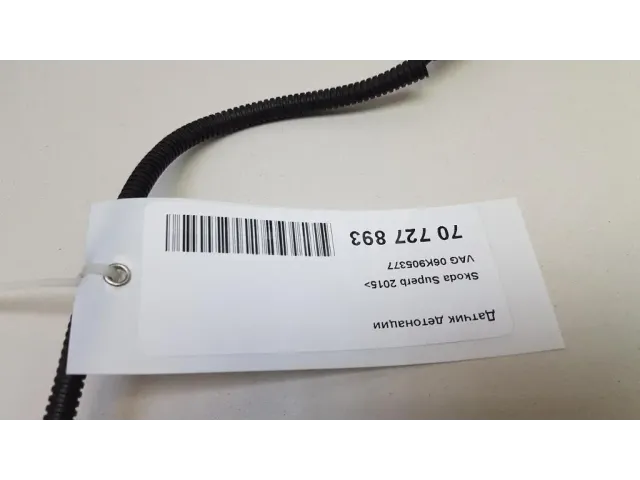 Датчик детонации
Skoda Superb 2015>
VAG 06K905377
70 727 893